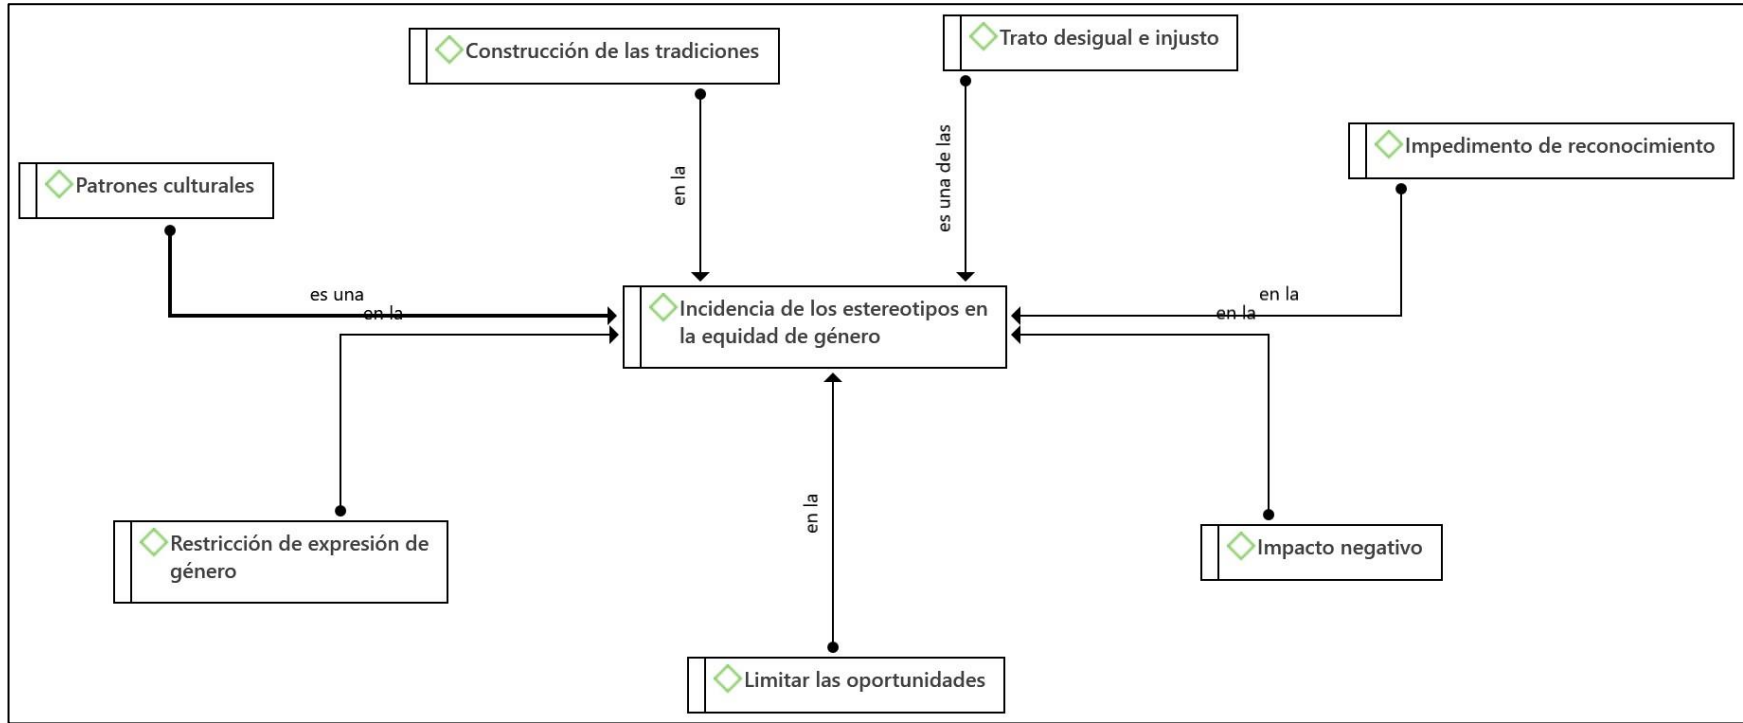 Trato desigual e injusto
Construcción de las tradiciones
Impedimento de reconocimiento
Patrones culturales
en la
es una de las
es una
en la
en la
en la
Incidencia de los estereotipos en
la equidad de género
en la
Restricción de expresión de
género
Impacto negativo
Limitar las oportunidades